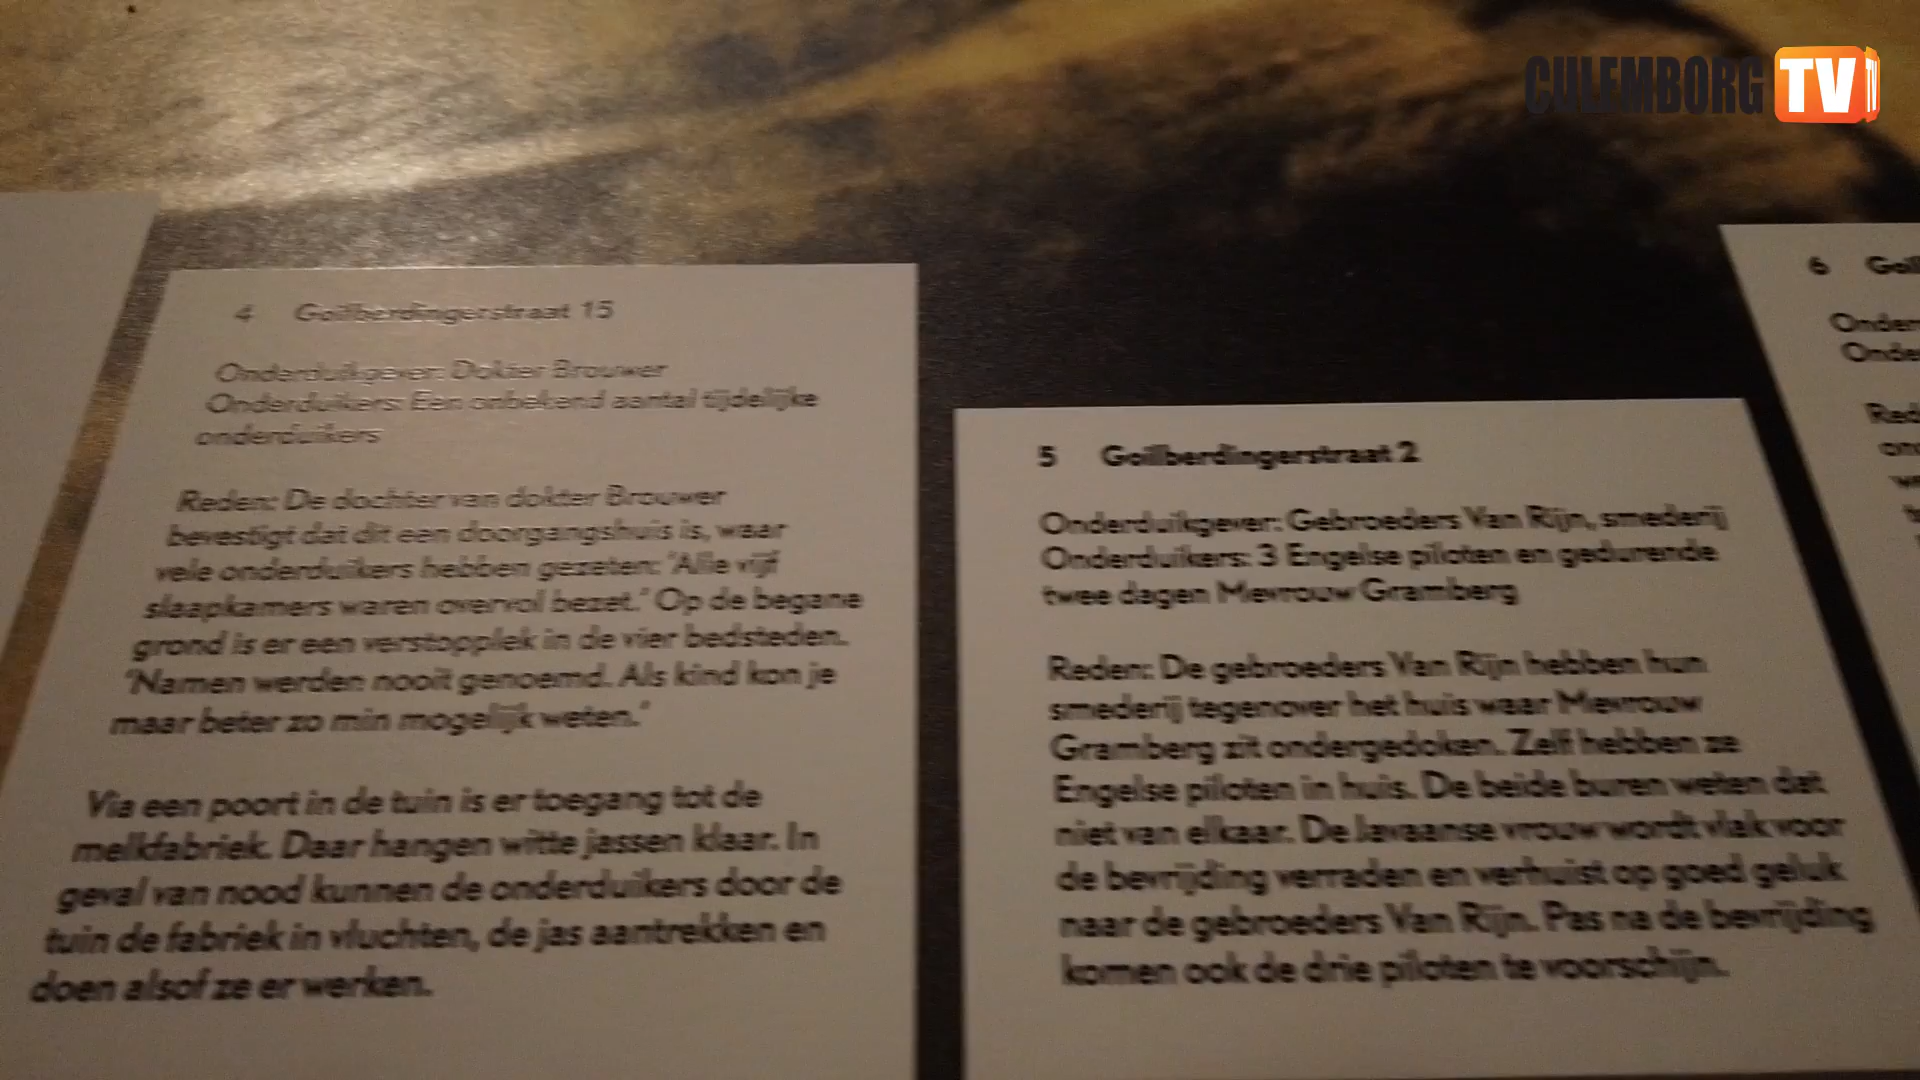 CULEMBORG TV
4 Goilberdingerstraat 15
Onderduikgever: Dokter Brouwer
Onderduikers: Een onbekend aantal tijdelijke
onderduikers
Reden: De dochter van dokter Brouwer
bevestigt dat dit een doorgangshuis is, waar
vele onderduikers hebben gezeten: 'Alle vijf
slaapkamers waren overvol bezet.' Op de begane
grond is er een verstopplek in de vier bedsteden.
'Namen werden nooit genoemd. Als kind kon je
maar beter zo min mogelijk weten.'
Via een poort in de tuin is er toegang tot de
melkfabriek. Daar hangen witte jassen klaar. In
geval van nood kunnen de onderduikers door de
tuin de fabriek in vluchten, de jas aantrekken en
doen alsof ze er werken.
5 Goilberdingerstraat 2
Onderduikgever: Gebroeders Van Rijn, smederij
Onderduikers: 3 Engelse piloten en gedurende
twee dagen Mevrouw Gramberg
Reden: De gebroeders Van Rijn hebben hun
smederij tegenover het huis waar Mevrouw
Gramberg zit ondergedoken. Zelf hebben ze
Engelse piloten in huis. De beide buren weten dat
niet van elkaar. De Javaanse vrouw wordt vlak voor
de bevrijding verraden en verhuist op goed geluk
naar de gebroeders Van Rijn. Pas na de bevrijding
komen ook de drie piloten te voorschijn.
6